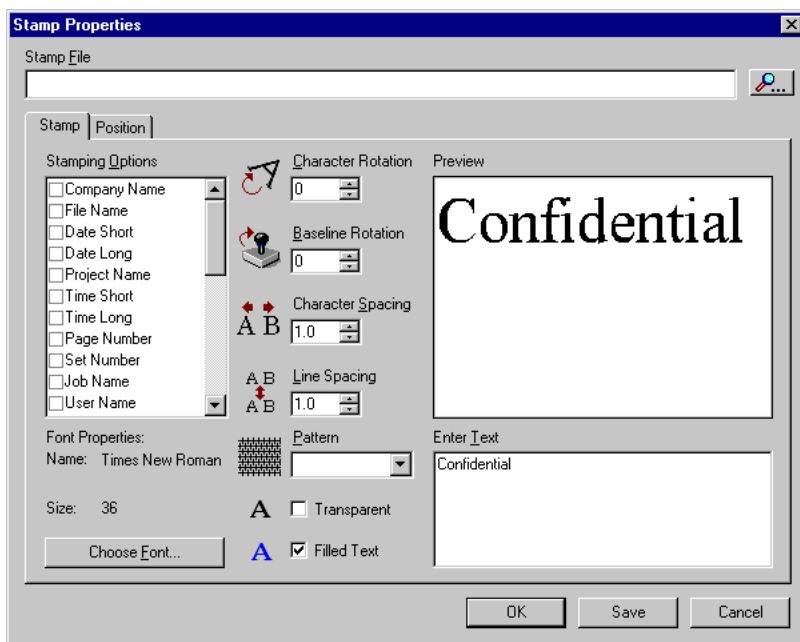 Stamp Properties
Stamp File
...
Stamp
Position
Stamping Options
Company Name
File Name
Date Short
Date Long
Project Name
Time Short
Time Long
Page Number
Set Number
Job Name
User Name
Character Rotation
0
Baseline Rotation
0
A B
Character Spacing
1.0
A B
A B
Line Spacing
1.0
Preview
Confidential
Font Properties:
Name: Times New Roman
Size: 36
Choose Font...
Pattern
A Transparent
A Filled Text
Enter Text
Confidential
OK
Save
Cancel